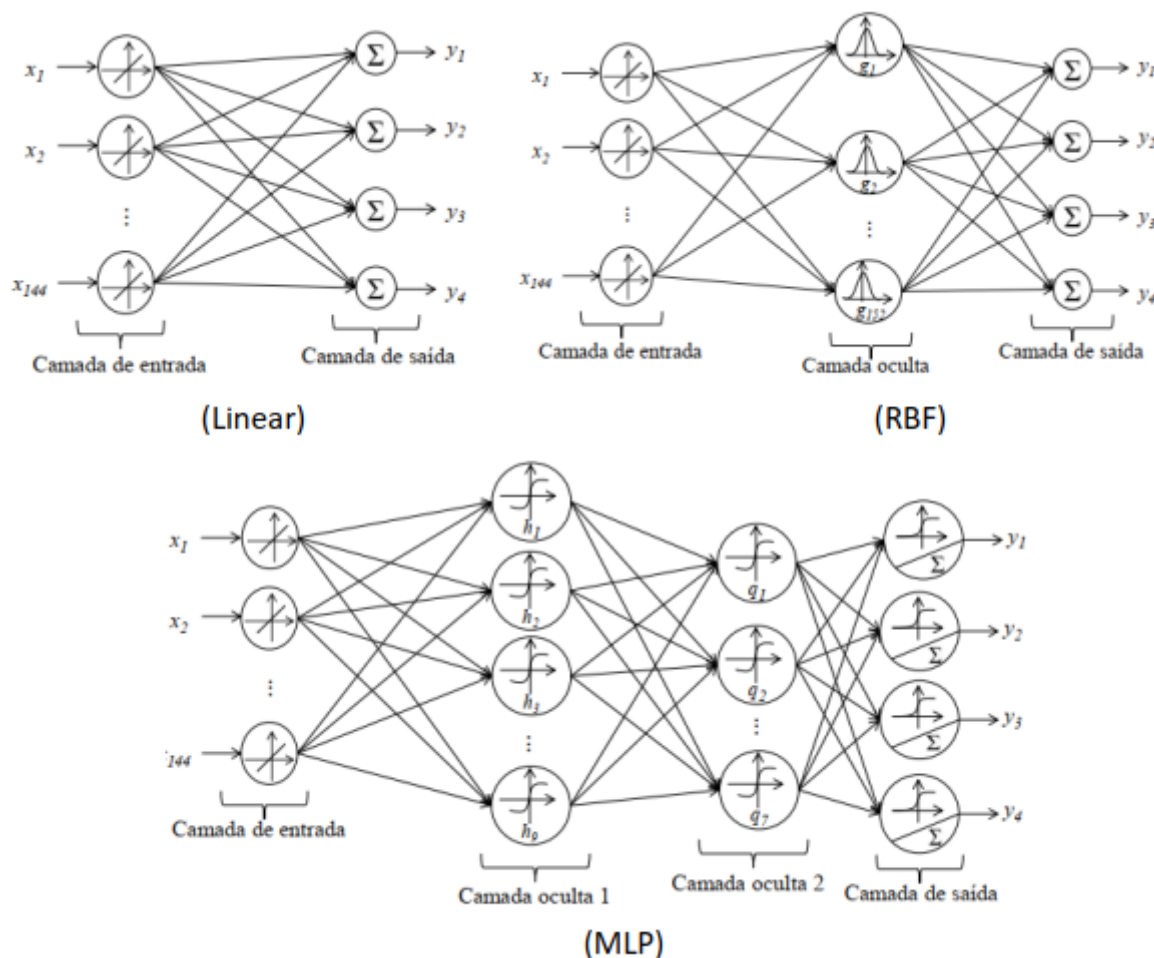 x1
x2
⋮
x144
Σ
Σ
Σ
Σ
y1
y2
y3
y4
Camada de entrada
Camada de saída
(Linear)
x1
x2
⋮
x144
g1
g2
⋮
g152
Σ
Σ
Σ
Σ
y1
y2
y3
y4
Camada de entrada
Camada oculta
Camada de saída
(RBF)
x1
x2
⋮
144
h1
h2
h3
⋮
h9
q1
q2
⋮
q7
Σ
Σ
Σ
Σ
y1
y2
y3
y4
Camada de entrada
Camada oculta 1
Camada oculta 2
Camada de saída
(MLP)